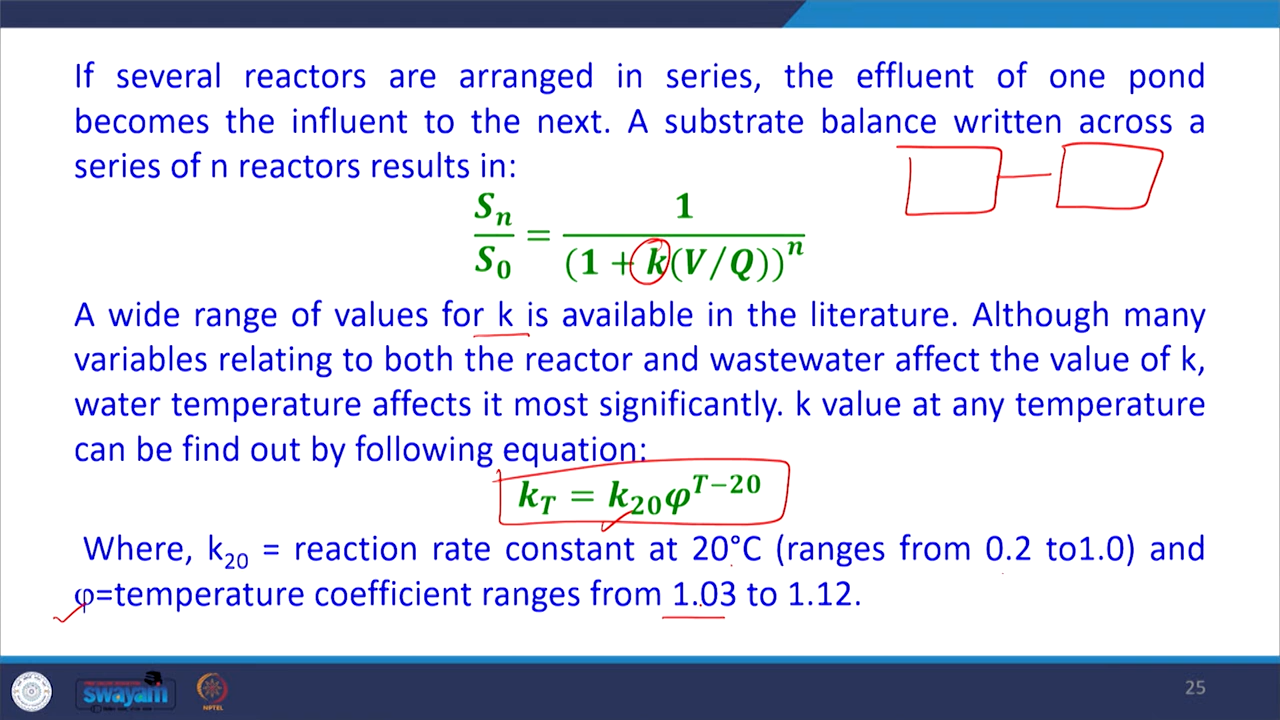 If several reactors are arranged in series, the effluent of one pond
becomes the influent to the next. A substrate balance written across a
series of n reactors results in:
Sₙ/S₀ = 1/(1 + k(V/Q))ⁿ
A wide range of values for k is available in the literature. Although many
variables relating to both the reactor and wastewater affect the value of k,
water temperature affects it most significantly. k value at any temperature
can be find out by following equation:
k_T = k₂₀φ^(T−20)
Where, k₂₀ = reaction rate constant at 20°C (ranges from 0.2 to1.0) and
φ=temperature coefficient ranges from 1.03 to 1.12.
swayam
NPTEL
25